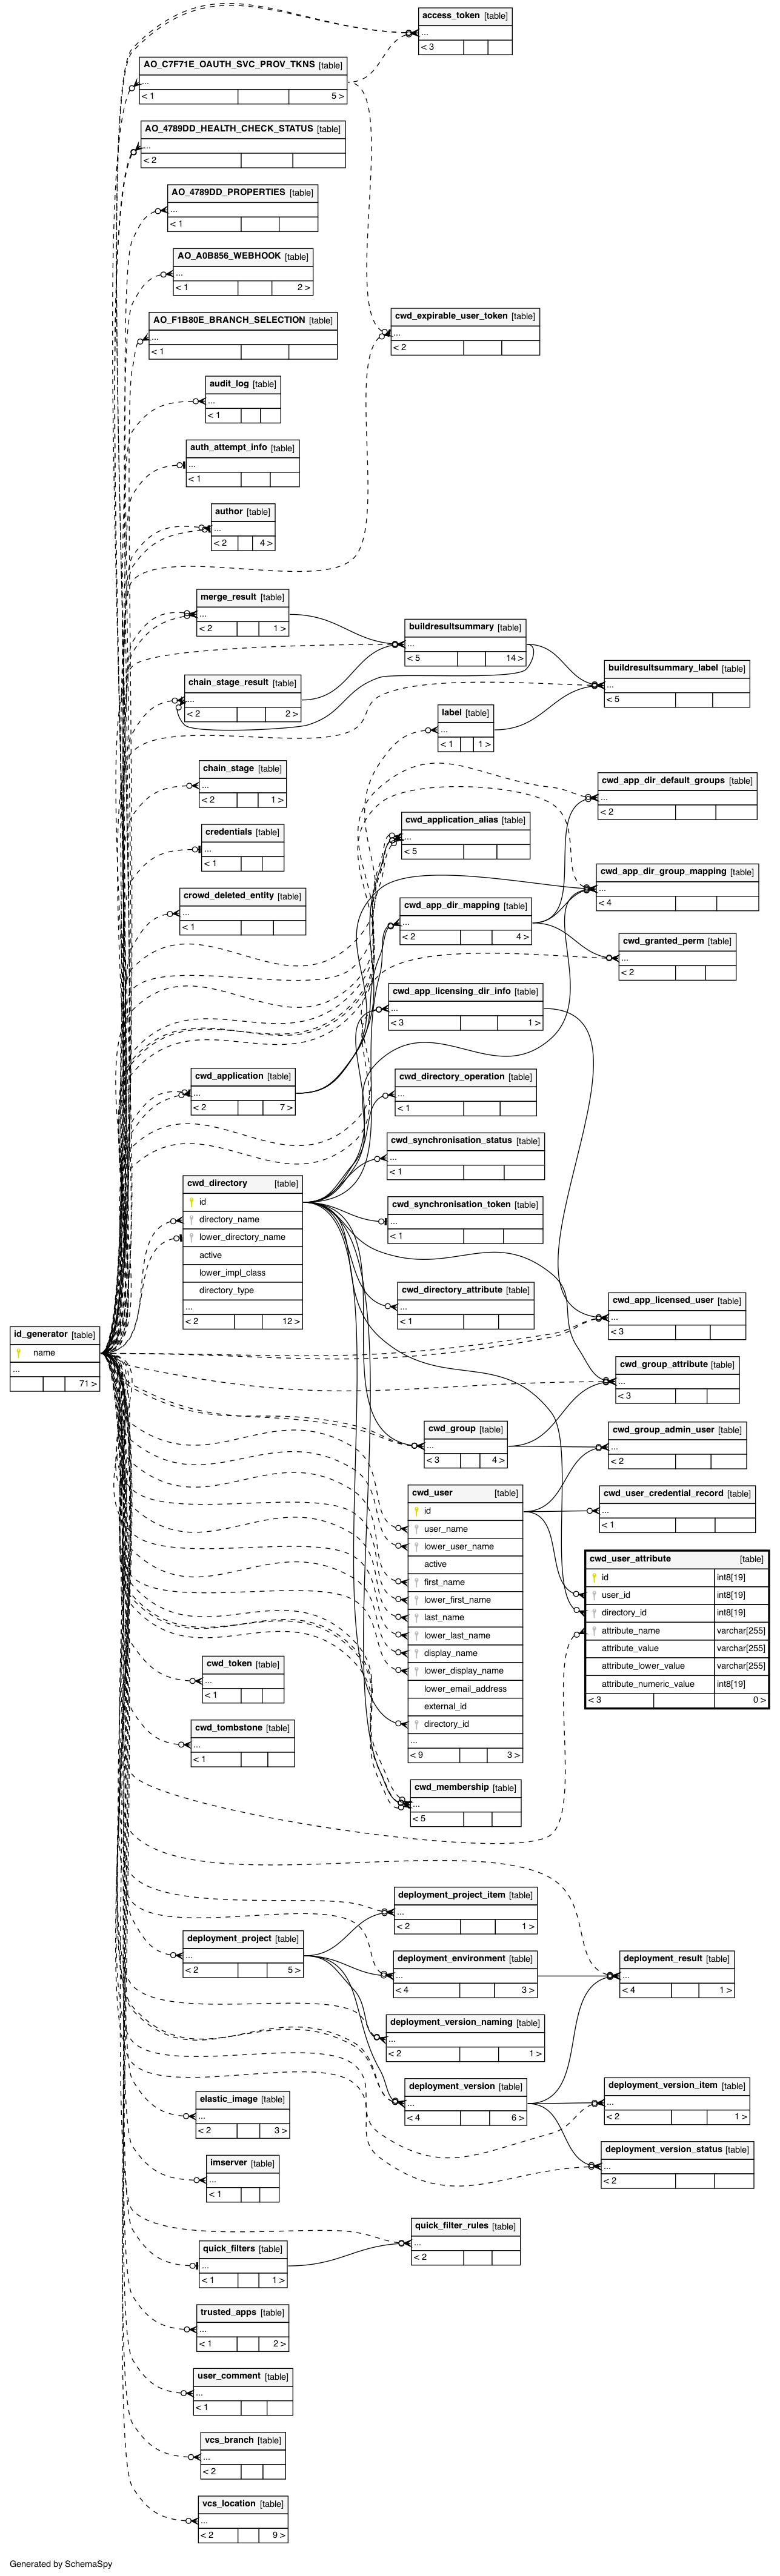 access_token [table]
...
< 3
AO_C7F71E_OAUTH_SVC_PROV_TKNS [table]
...
< 1 5 >
AO_4789DD_HEALTH_CHECK_STATUS [table]
...
< 2
AO_4789DD_PROPERTIES [table]
...
< 1
AO_A0B856_WEBHOOK [table]
...
< 1 2 >
AO_F1B80E_BRANCH_SELECTION [table]
...
< 1
cwd_expirable_user_token [table]
...
< 2
audit_log [table]
...
< 1
auth_attempt_info [table]
...
< 1
author [table]
...
< 2 4 >
merge_result [table]
...
< 2 1 >
buildresultsummary [table]
...
< 5 14 >
buildresultsummary_label [table]
...
< 5
chain_stage_result [table]
...
< 2 2 >
label [table]
...
< 1 1 >
chain_stage [table]
...
< 2 1 >
cwd_app_dir_default_groups [table]
...
< 2
cwd_application_alias [table]
...
< 5
credentials [table]
...
< 1
cwd_app_dir_group_mapping [table]
...
< 4
crowd_deleted_entity [table]
...
< 1
cwd_app_dir_mapping [table]
...
< 2 4 >
cwd_granted_perm [table]
...
< 2
cwd_app_licensing_dir_info [table]
...
< 3 1 >
cwd_application [table]
...
< 2 7 >
cwd_directory_operation [table]
...
< 1
cwd_synchronisation_status [table]
...
< 1
cwd_directory [table]
id
directory_name
lower_directory_name
active
lower_impl_class
directory_type
...
< 2 12 >
cwd_synchronisation_token [table]
...
< 1
cwd_directory_attribute [table]
...
< 1
cwd_app_licensed_user [table]
...
< 3
id_generator [table]
name
...
71 >
cwd_group_attribute [table]
...
< 3
cwd_group [table]
...
< 3 4 >
cwd_group_admin_user [table]
...
< 2
cwd_user [table]
id
user_name
lower_user_name
active
first_name
lower_first_name
last_name
lower_last_name
display_name
lower_display_name
lower_email_address
external_id
directory_id
...
< 9 3 >
cwd_user_credential_record [table]
...
< 1
cwd_user_attribute [table]
id int8[19]
user_id int8[19]
directory_id int8[19]
attribute_name varchar[255]
attribute_value varchar[255]
attribute_lower_value varchar[255]
attribute_numeric_value int8[19]
< 3 0 >
cwd_token [table]
...
< 1
cwd_tombstone [table]
...
< 1
cwd_membership [table]
...
< 5
deployment_project_item [table]
...
< 2 1 >
deployment_project [table]
...
< 2 5 >
deployment_environment [table]
...
< 4 3 >
deployment_result [table]
...
< 4 1 >
deployment_version_naming [table]
...
< 2 1 >
deployment_version [table]
...
< 4 6 >
deployment_version_item [table]
...
< 2 1 >
elastic_image [table]
...
< 2 3 >
deployment_version_status [table]
...
< 2
imserver [table]
...
< 1
quick_filter_rules [table]
...
< 2
quick_filters [table]
...
< 1 1 >
trusted_apps [table]
...
< 1 2 >
user_comment [table]
...
< 1
vcs_branch [table]
...
< 2
vcs_location [table]
...
< 2 9 >
Generated by SchemaSpy